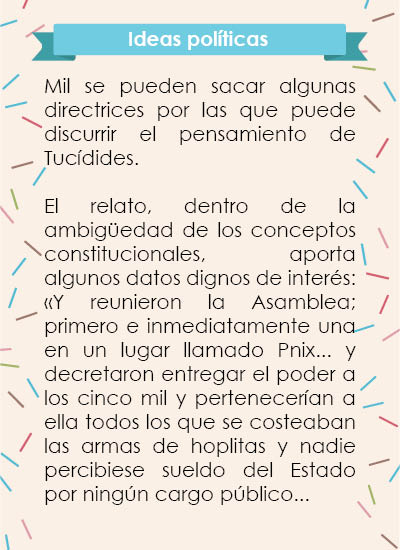 Ideas políticas
Mil se pueden sacar algunas
directrices por las que puede
discurrir el pensamiento de
Tucídides.
El relato, dentro de la
ambigüedad de los conceptos
constitucionales, aporta
algunos datos dignos de interés:
«Y reunieron la Asamblea;
primero e inmediatamente una
en un lugar llamado Pnix... y
decretaron entregar el poder a
los cinco mil y pertenecerían a
ella todos los que se costeaban
las armas de hoplitas y nadie
percibiese sueldo del Estado
por ningún cargo público...